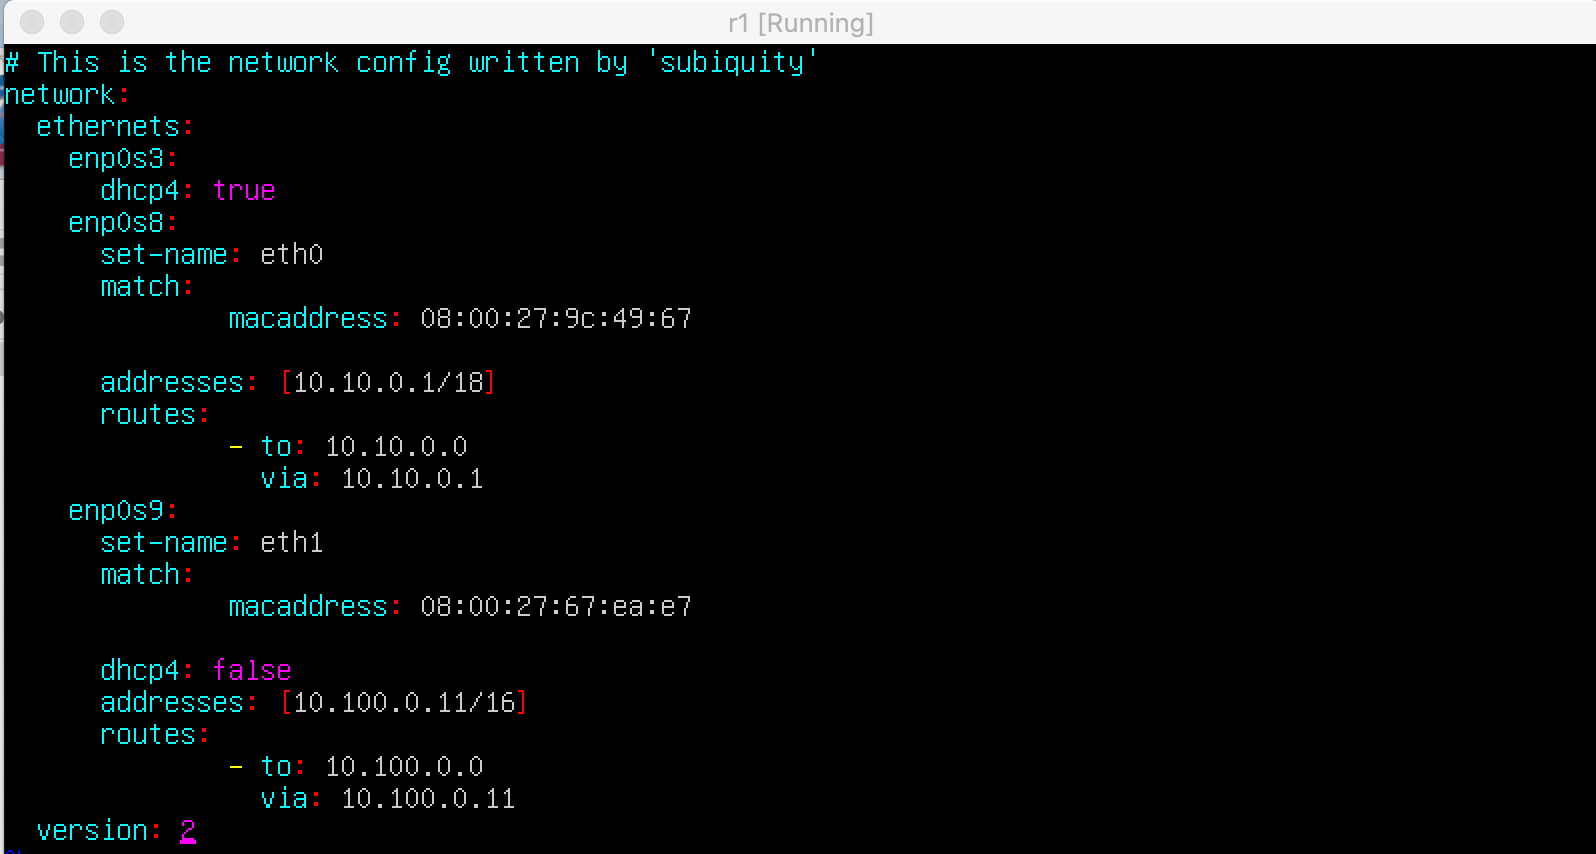 r1 [Running]
# This is the network config written by 'subiquity'
network:
  ethernets:
    enp0s3:
      dhcp4: true
    enp0s8:
      set-name: eth0
      match:
              macaddress: 08:00:27:9c:49:67

      addresses: [10.10.0.1/18]
      routes:
              - to: 10.10.0.0
                via: 10.10.0.1
    enp0s9:
      set-name: eth1
      match:
              macaddress: 08:00:27:67:ea:e7

      dhcp4: false
      addresses: [10.100.0.11/16]
      routes:
              - to: 10.100.0.0
                via: 10.100.0.11
  version: 2